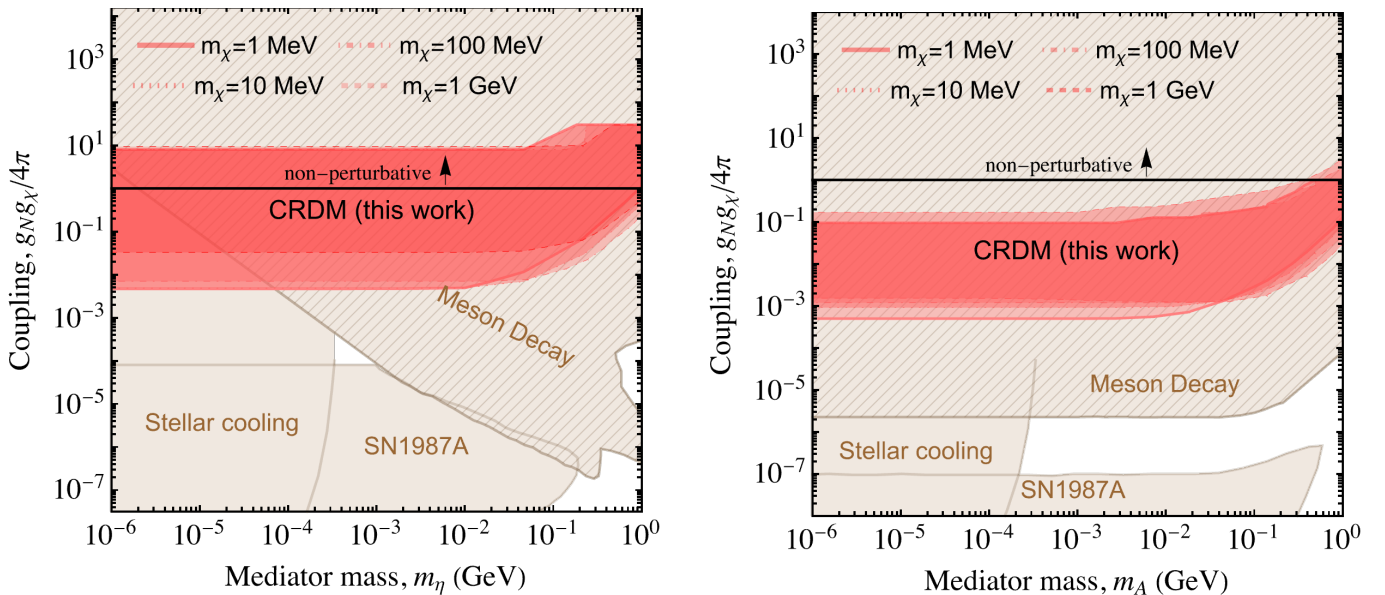 m_χ=1 MeV
m_χ=100 MeV
m_χ=10 MeV
m_χ=1 GeV
10^3
10^1
10^−1
10^−3
10^−5
10^−7
Coupling, g_N g_χ/4π
non−perturbative
CRDM (this work)
Meson Decay
Stellar cooling
SN1987A
10^−6
10^−5
10^−4
10^−3
10^−2
10^−1
10^0
Mediator mass, m_η (GeV)
m_χ=1 MeV
m_χ=100 MeV
m_χ=10 MeV
m_χ=1 GeV
10^3
10^1
10^−1
10^−3
10^−5
10^−7
Coupling, g_N g_χ/4π
non−perturbative
CRDM (this work)
Meson Decay
Stellar cooling
SN1987A
10^−6
10^−5
10^−4
10^−3
10^−2
10^−1
10^0
Mediator mass, m_A (GeV)